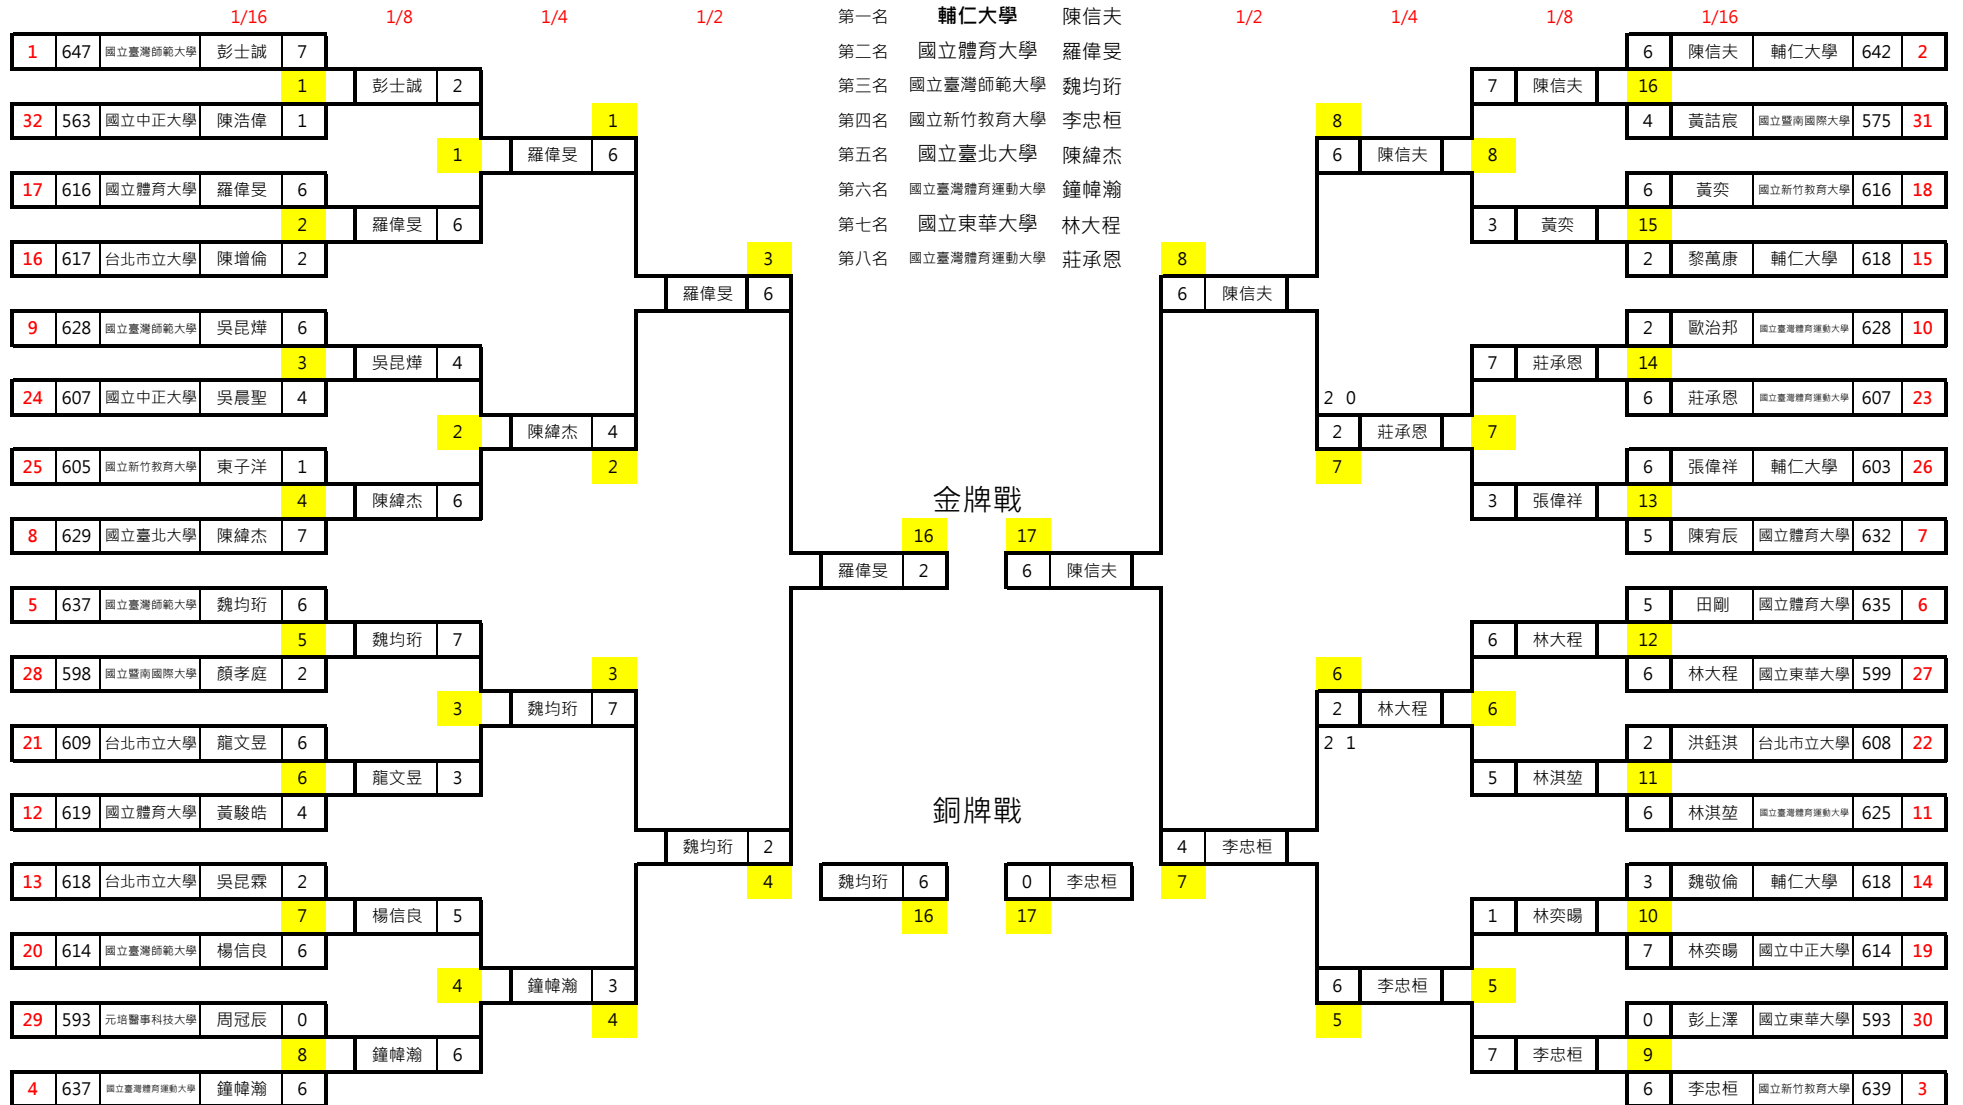 1/16 1/8 1/4 1/2 第一名 輔仁大學 陳信夫 1/2 1/4 1/8 1/16
1 647 國立臺灣師範大學 彭士誠 7 第二名 國立體育大學 羅偉旻 6 陳信夫 輔仁大學 642 2
1 彭士誠 2 第三名 國立臺灣師範大學 魏均珩 7 陳信夫 16
32 563 國立中正大學 陳浩偉 1 1 第四名 國立新竹教育大學 李忠桓 8 4 黃詰宸 國立暨南國際大學 575 31
1 羅偉旻 6 第五名 國立臺北大學 陳緯杰 6 陳信夫 8
17 616 國立體育大學 羅偉旻 6 第六名 國立臺灣體育運動大學 鐘幃瀚 6 黃奕 國立新竹教育大學 616 18
2 羅偉旻 6 第七名 國立東華大學 林大程 3 黃奕 15
16 617 台北市立大學 陳增倫 2 3 第八名 國立臺灣體育運動大學 莊承恩 8 2 黎萬康 輔仁大學 618 15
羅偉旻 6 6 陳信夫
9 628 國立臺灣師範大學 吳昆燁 6 2 歐治邦 國立臺灣體育運動大學 628 10
3 吳昆燁 4 7 莊承恩 14
24 607 國立中正大學 吳晨聖 4 2 0 6 莊承恩 國立臺灣體育運動大學 607 23
2 陳緯杰 4 2 莊承恩 7
25 605 國立新竹教育大學 東子洋 1 2 7 6 張偉祥 輔仁大學 603 26
4 陳緯杰 6 金牌戰 3 張偉祥 13
8 629 國立臺北大學 陳緯杰 7 16 17 5 陳宥辰 國立體育大學 632 7
羅偉旻 2 6 陳信夫
5 637 國立臺灣師範大學 魏均珩 6 5 田剛 國立體育大學 635 6
5 魏均珩 7 6 林大程 12
28 598 國立暨南國際大學 顏孝庭 2 3 6 6 林大程 國立東華大學 599 27
3 魏均珩 7 2 林大程 6
21 609 台北市立大學 龍文昱 6 2 1 2 洪鈺淇 台北市立大學 608 22
6 龍文昱 3 5 林淇堃 11
12 619 國立體育大學 黃駿皓 4 銅牌戰 6 林淇堃 國立臺灣體育運動大學 625 11
魏均珩 2 4 李忠桓
13 618 台北市立大學 吳昆霖 2 4 魏均珩 6 0 李忠桓 7 3 魏敬倫 輔仁大學 618 14
7 楊信良 5 16 17 1 林奕暘 10
20 614 國立臺灣師範大學 楊信良 6 7 林奕暘 國立中正大學 614 19
4 鐘幃瀚 3 6 李忠桓 5
29 593 元培醫事科技大學 周冠辰 0 4 5 0 彭上澤 國立東華大學 593 30
8 鐘幃瀚 6 7 李忠桓 9
4 637 國立臺灣體育運動大學 鐘幃瀚 6 6 李忠桓 國立新竹教育大學 639 3